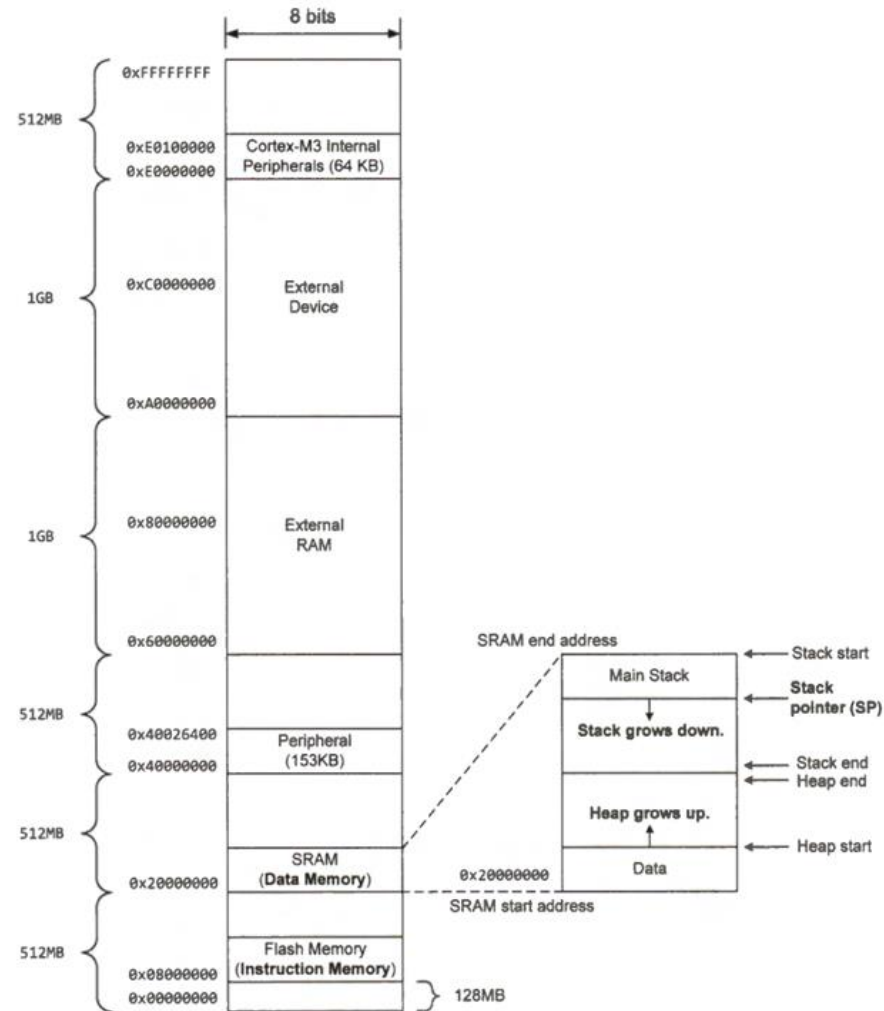 8 bits
0xFFFFFFFF
512MB
0xE0100000
Cortex-M3 Internal
Peripherals (64 KB)
0xE0000000
1GB
0xC0000000
External
Device
0xA0000000
1GB
0x80000000
External
RAM
0x60000000
512MB
0x40026400
Peripheral
(153KB)
0x40000000
512MB
SRAM
(Data Memory)
0x20000000
512MB
Flash Memory
(Instruction Memory)
0x08000000
0x00000000
128MB
SRAM end address
Stack start
Main Stack
Stack
pointer (SP)
Stack grows down.
Stack end
Heap end
Heap grows up.
Heap start
0x20000000
Data
SRAM start address